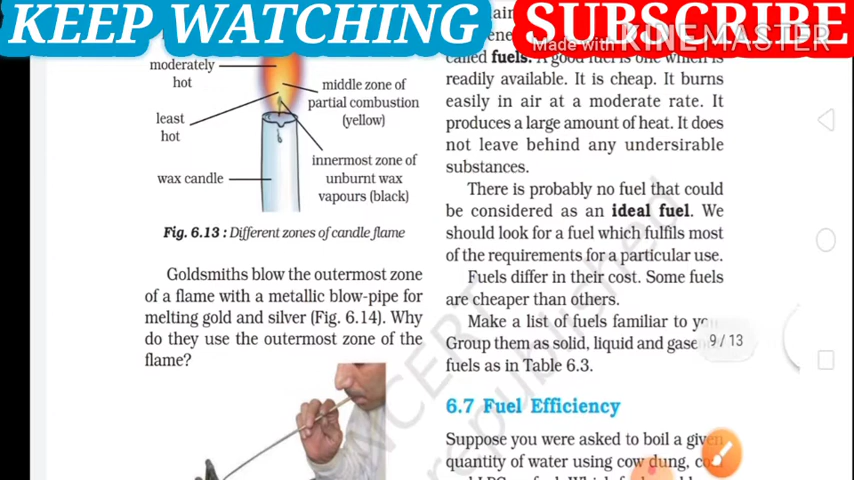 KEEP WATCHING
SUBSCRIBE
Made with KINEMASTER
moderately
hot
middle zone of
partial combustion
(yellow)
least
hot
innermost zone of
unburnt wax
vapours (black)
wax candle
Fig. 6.13 : Different zones of candle flame
Goldsmiths blow the outermost zone
of a flame with a metallic blow-pipe for
melting gold and silver (Fig. 6.14). Why
do they use the outermost zone of the
flame?
called fuels. A good fuel is one which is
readily available. It is cheap. It burns
easily in air at a moderate rate. It
produces a large amount of heat. It does
not leave behind any undersirable
substances.
There is probably no fuel that could
be considered as an ideal fuel. We
should look for a fuel which fulfils most
of the requirements for a particular use.
Fuels differ in their cost. Some fuels
are cheaper than others.
Make a list of fuels familiar to you
Group them as solid, liquid and gase
fuels as in Table 6.3.
9 / 13
6.7 Fuel Efficiency
Suppose you were asked to boil a given
quantity of water using cow dung,